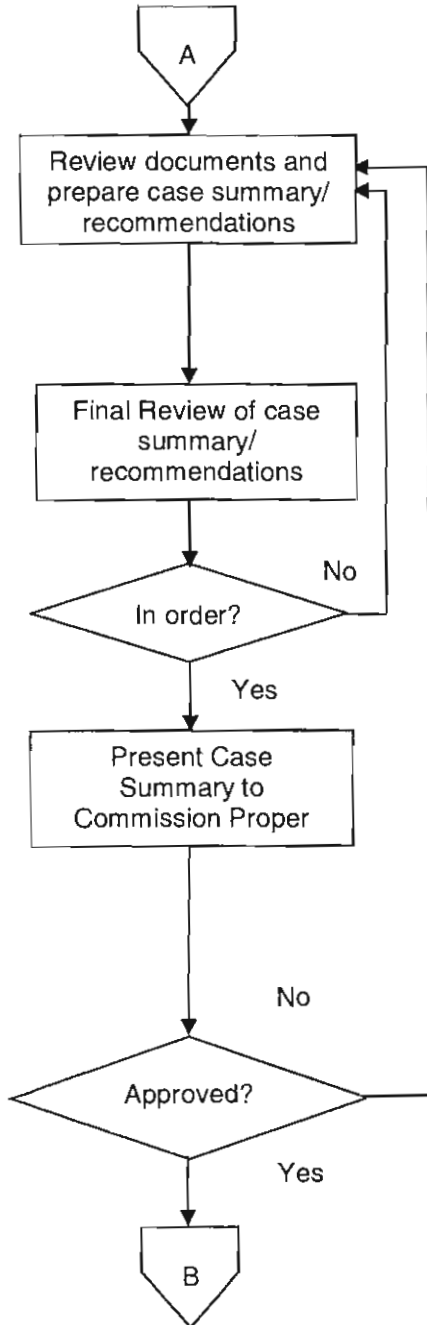 A
Review documents and
prepare case summary/
recommendations
Final Review of case
summary/
recommendations
No
In order?
Yes
Present Case
Summary to
Commission Proper
No
Approved?
Yes
B